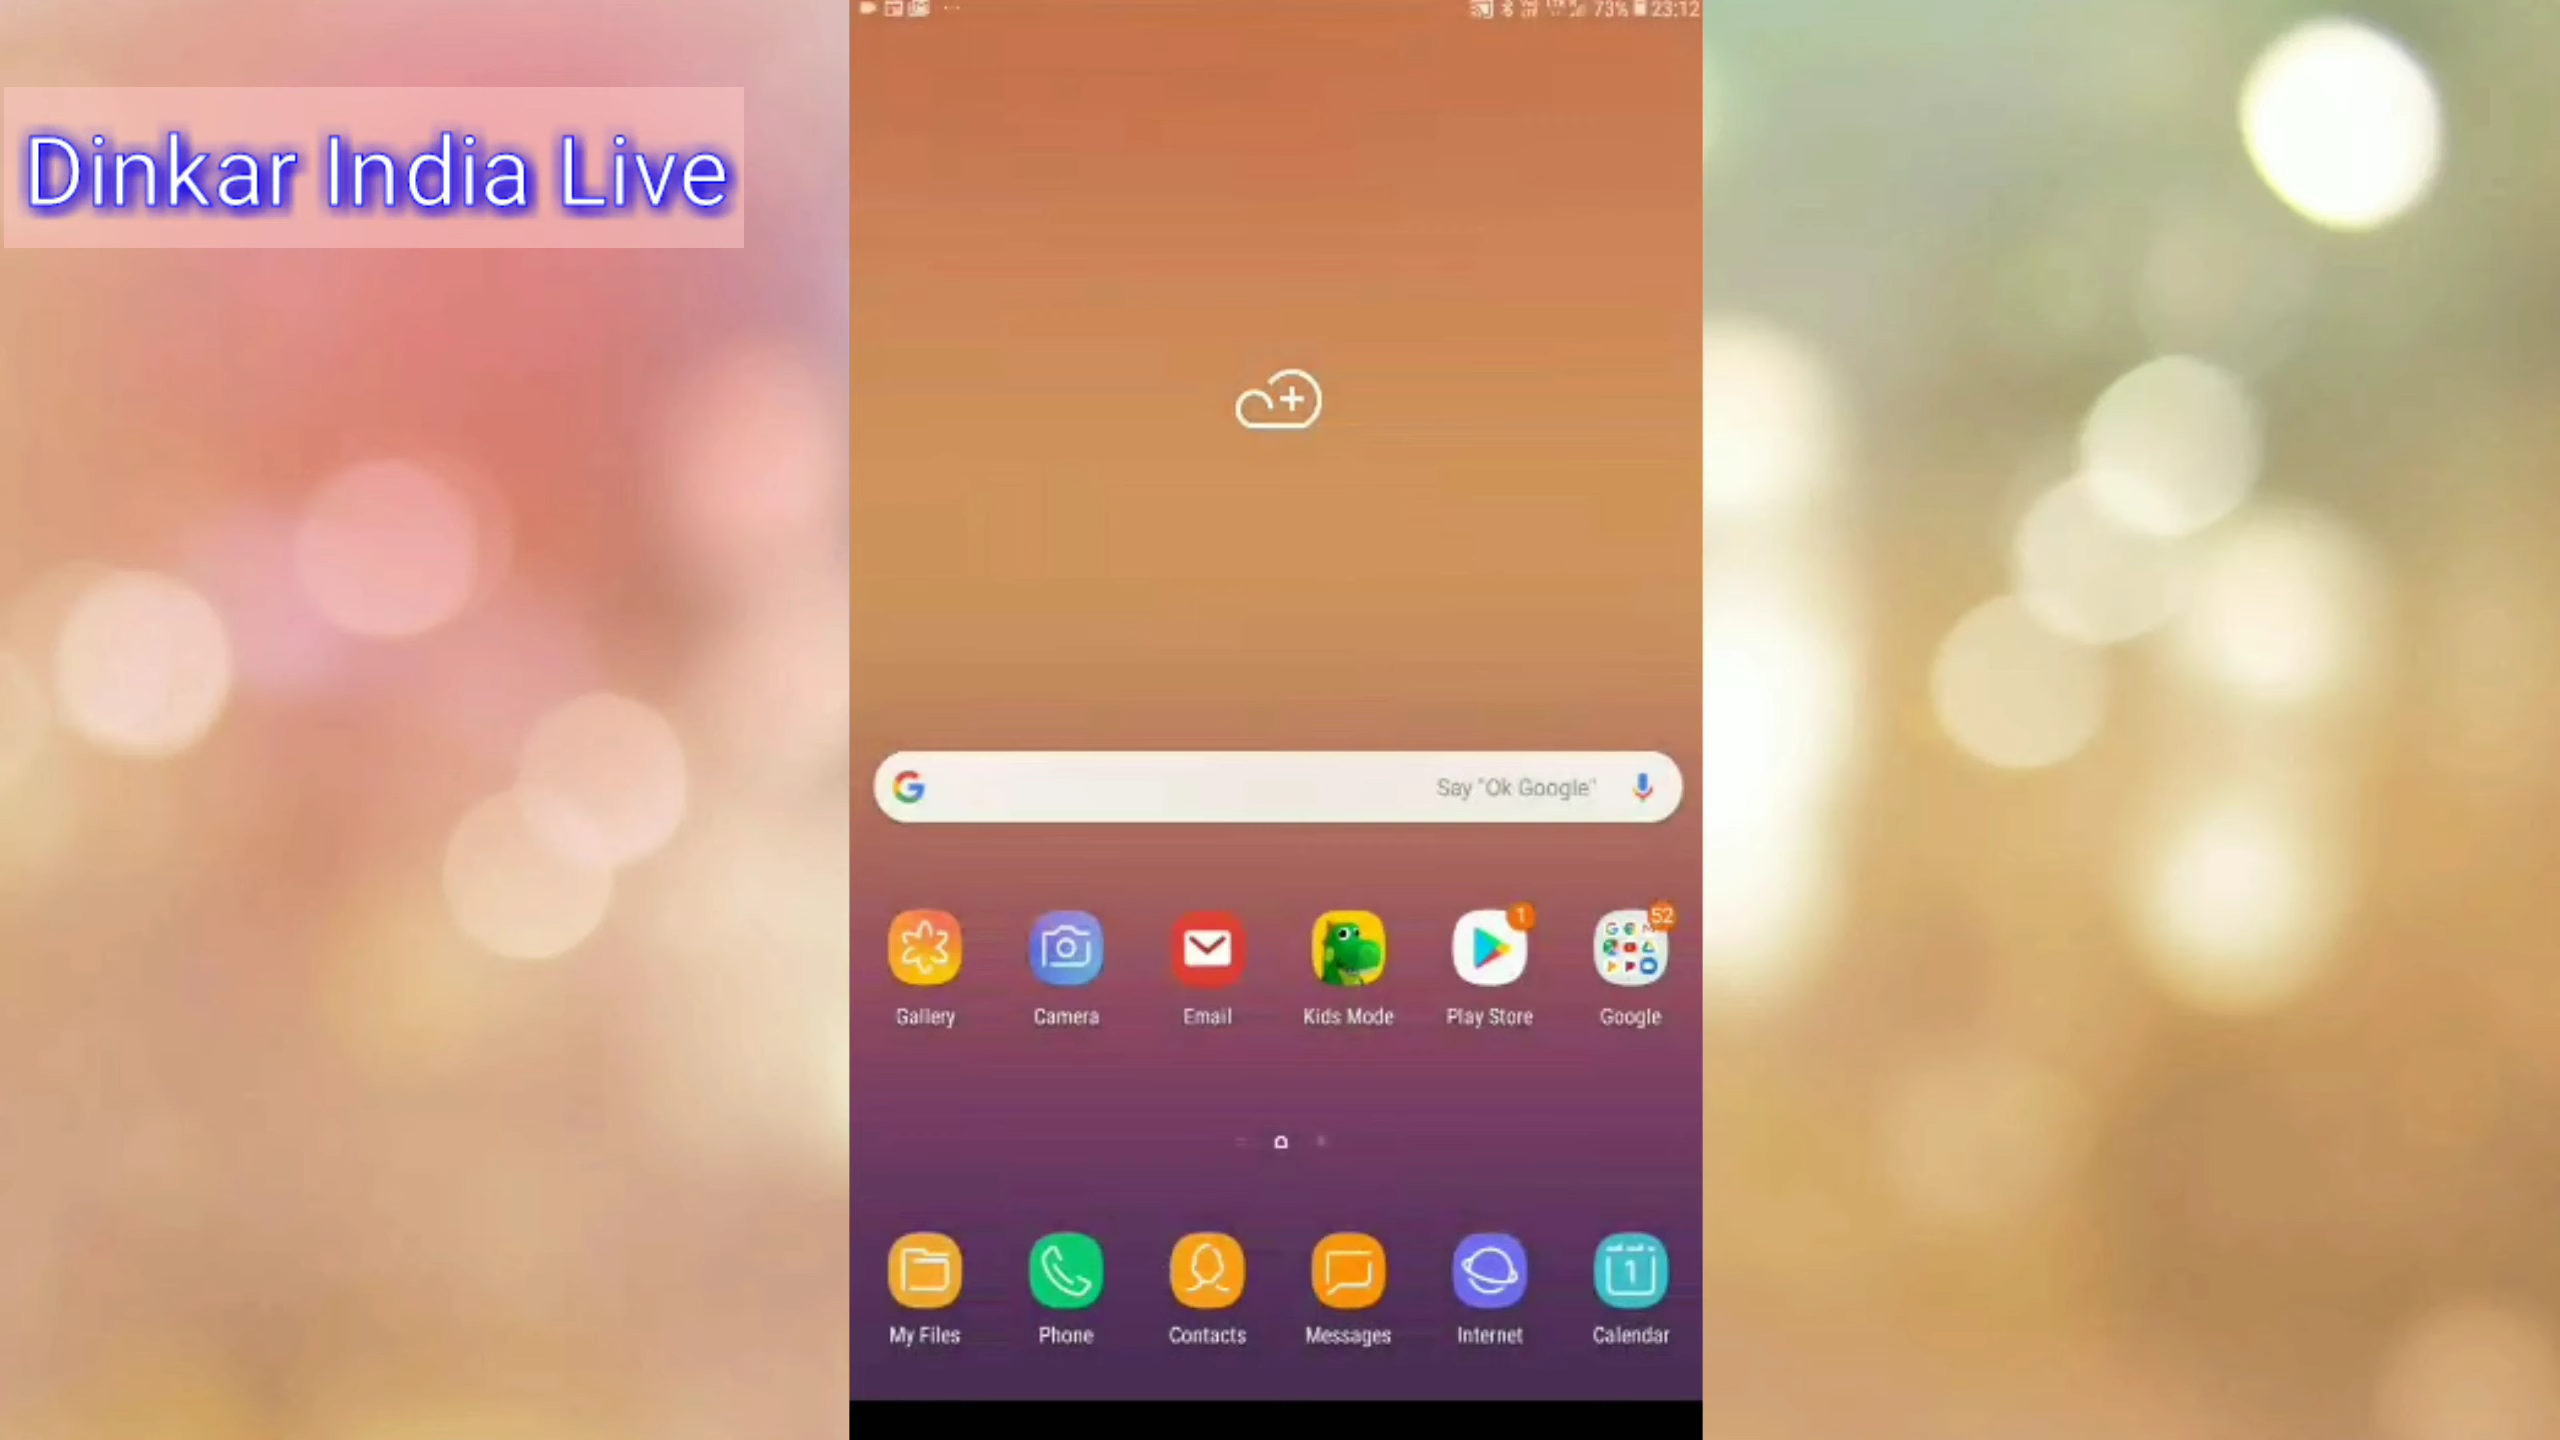 Dinkar India Live
73% 23:12
Say "Ok Google"
1 52
Gallery Camera Email Kids Mode Play Store Google
1
My Files Phone Contacts Messages Internet Calendar